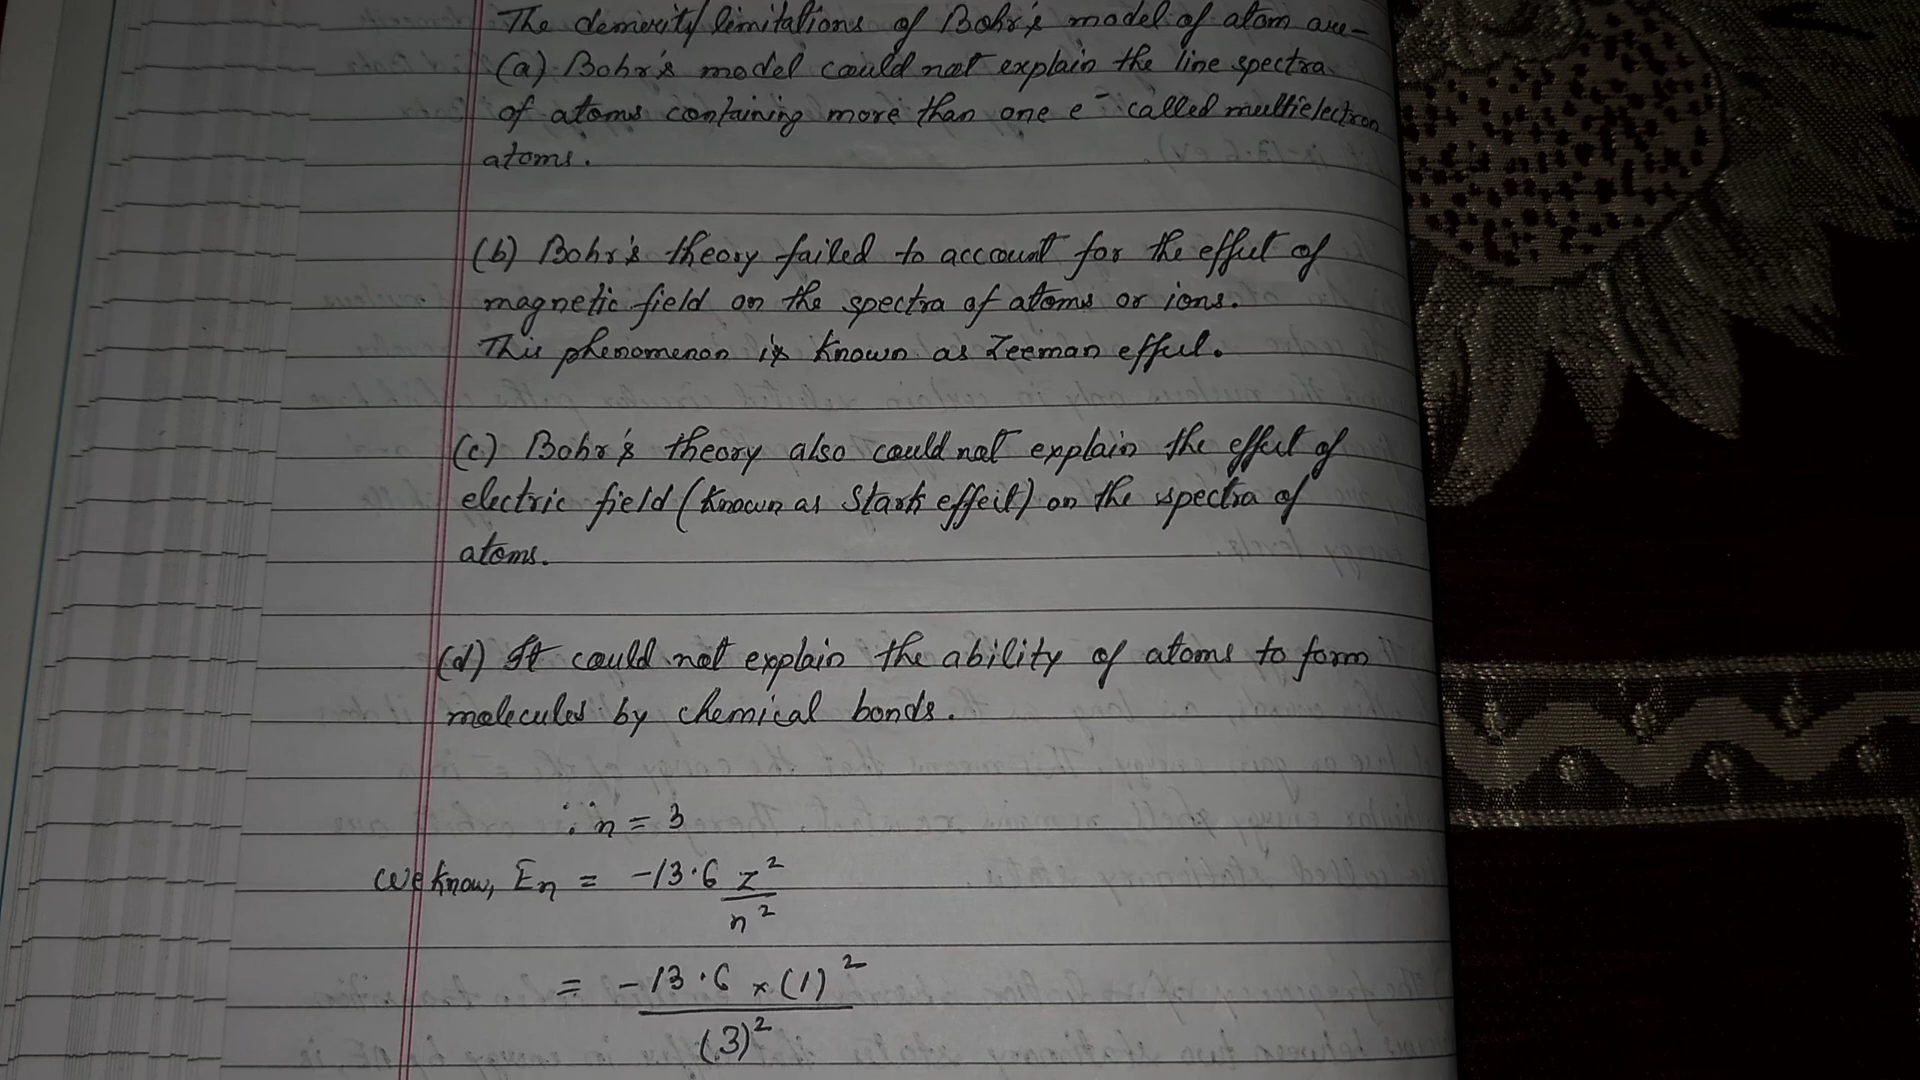 The demerity limitations of Bohr's model of atom are-
(a) Bohr's model could not explain the line spectra
of atoms containing more than one e⁻ called multielectron
atoms.
(b) Bohr's theory failed to account for the effect of
magnetic field on the spectra of atoms or ions.
This phenomenon is known as Zeeman effect.
(c) Bohr's theory also could not explain the effect of
electric field (known as Stark effect) on the spectra of
atoms.
(d) It could not explain the ability of atoms to form
molecules by chemical bonds.
∵ n = 3
We know, En = -13.6 z²
n²
= -13.6 × (1)²
(3)²